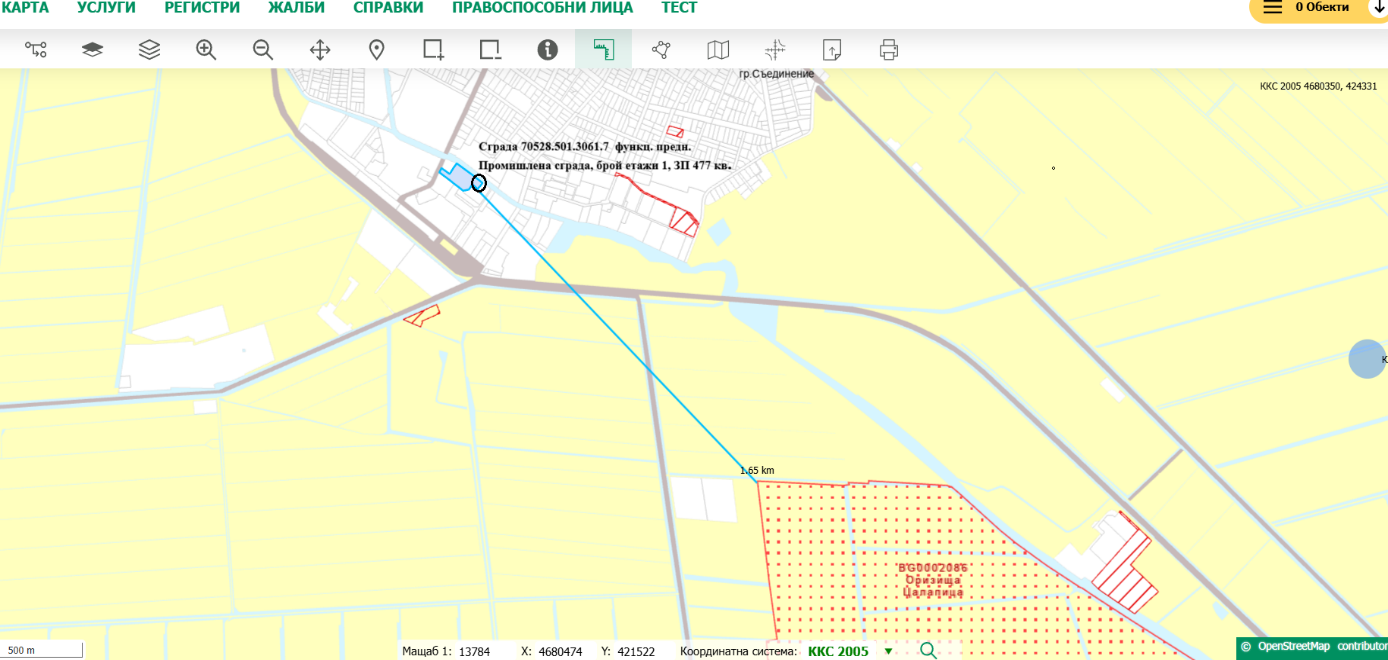 КАРТА УСЛУГИ РЕГИСТРИ ЖАЛБИ СПРАВКИ ПРАВОСПОСОБНИ ЛИЦА ТЕСТ 0 Обекти
гр.Съединение
ККС 2005 4680350, 424331
Сграда 70528.501.3061.7 функц. предн.
Промишлена сграда, брой етажи 1, ЗП 477 кв.
1.65 km
BG0002086
Оризища
Цалапица
500 m Мащаб 1: 13784 X: 4680474 Y: 421522 Координатна система: ККС 2005 © OpenStreetMap contributor